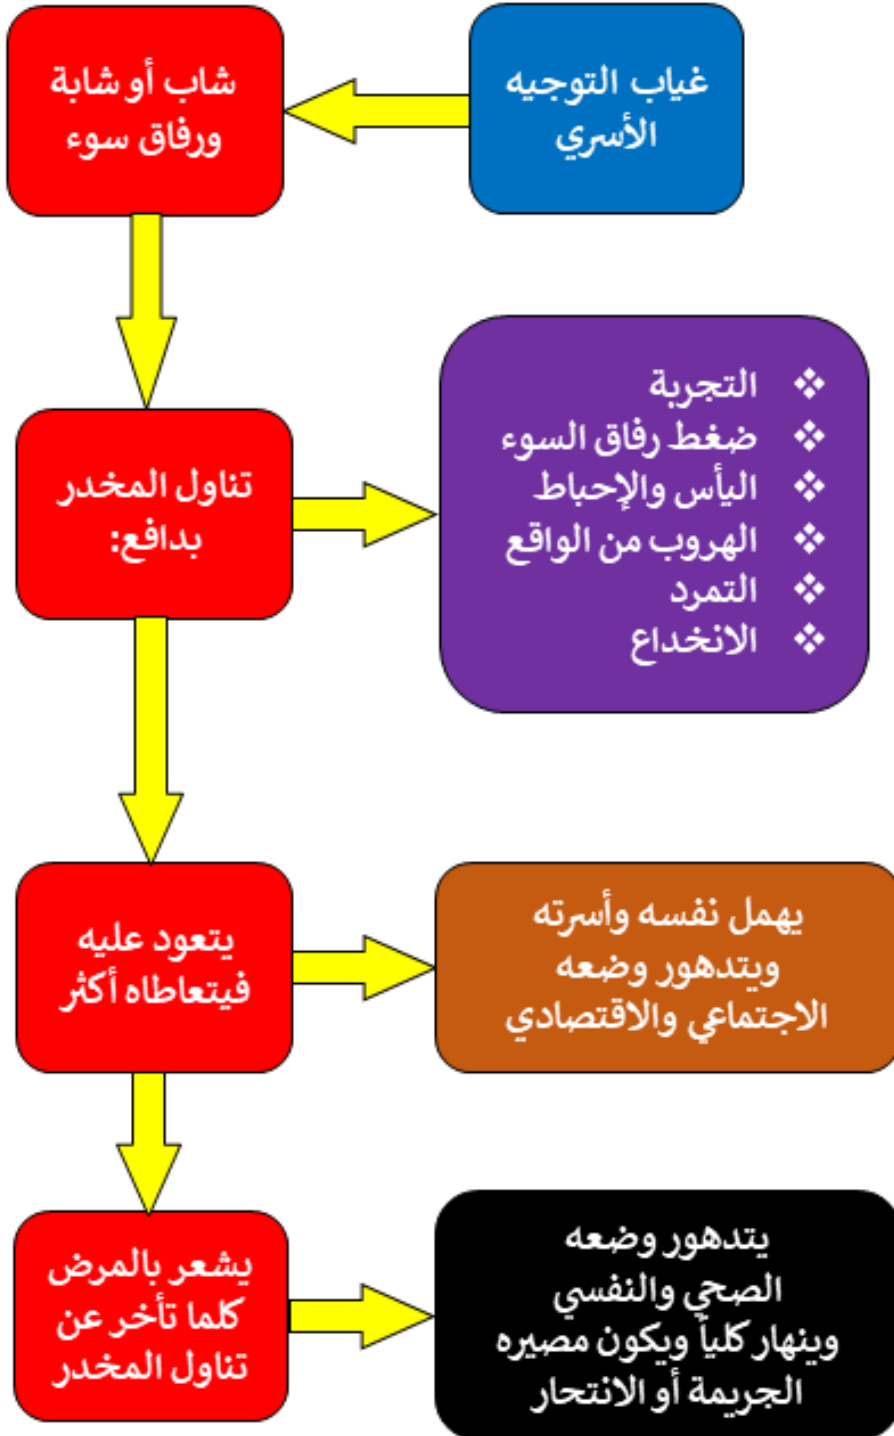 غياب التوجيه
الأسري
شاب أو شابة
ورفاق سوء
تناول المخدر
بدافع:
❖ التجربة
❖ ضغط رفاق السوء
❖ اليأس والإحباط
❖ الهروب من الواقع
❖ التمرد
❖ الانخداع
يتعود عليه
فيتعاطاه أكثر
يهمل نفسه وأسرته
ويتدهور وضعه
الاجتماعي والاقتصادي
يشعر بالمرض
كلما تأخر عن
تناول المخدر
يتدهور وضعه
الصحي والنفسي
وينهار كلياً ويكون مصيره
الجريمة أو الانتحار